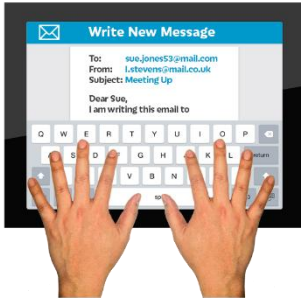 Write New Message
To: sue.jones53@mail.com
From: l.stevens@mail.co.uk
Subject: Meeting Up
Dear Sue,
I am writing this email to
Q W E R T Y U I O P
G H K L return
V B N